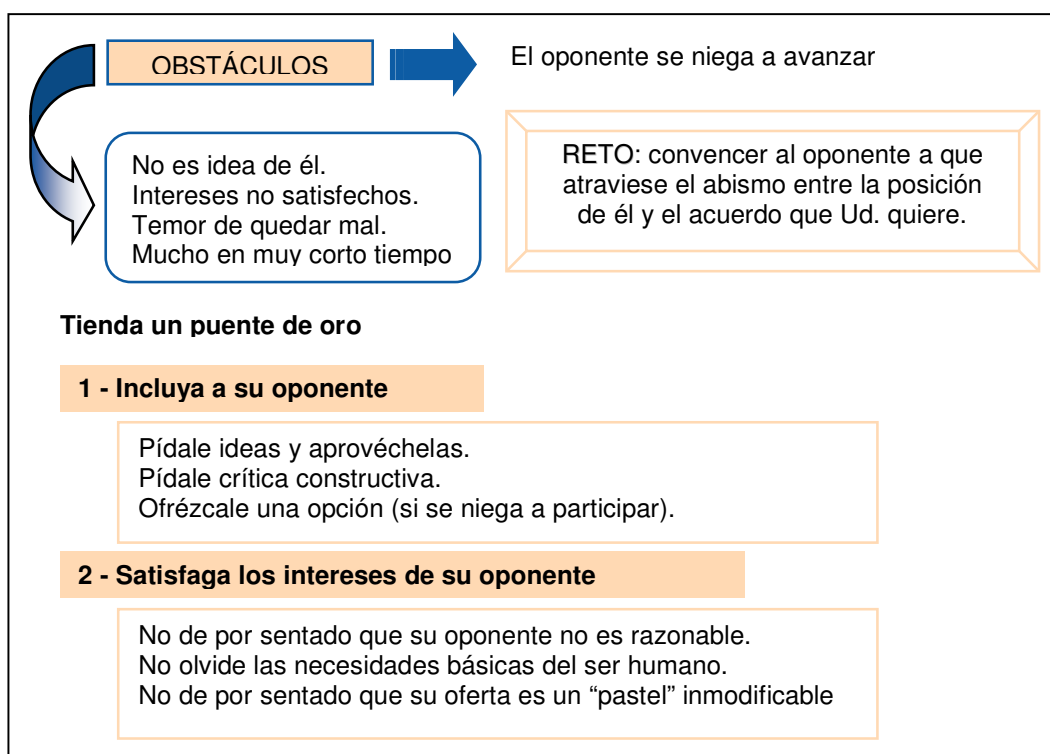 OBSTÁCULOS
El oponente se niega a avanzar
No es idea de él.
Intereses no satisfechos.
Temor de quedar mal.
Mucho en muy corto tiempo
RETO: convencer al oponente a que
atraviese el abismo entre la posición
de él y el acuerdo que Ud. quiere.
Tienda un puente de oro
1 - Incluya a su oponente
Pídale ideas y aprovéchelas.
Pídale crítica constructiva.
Ofrézcale una opción (si se niega a participar).
2 - Satisfaga los intereses de su oponente
No de por sentado que su oponente no es razonable.
No olvide las necesidades básicas del ser humano.
No de por sentado que su oferta es un “pastel” inmodificable